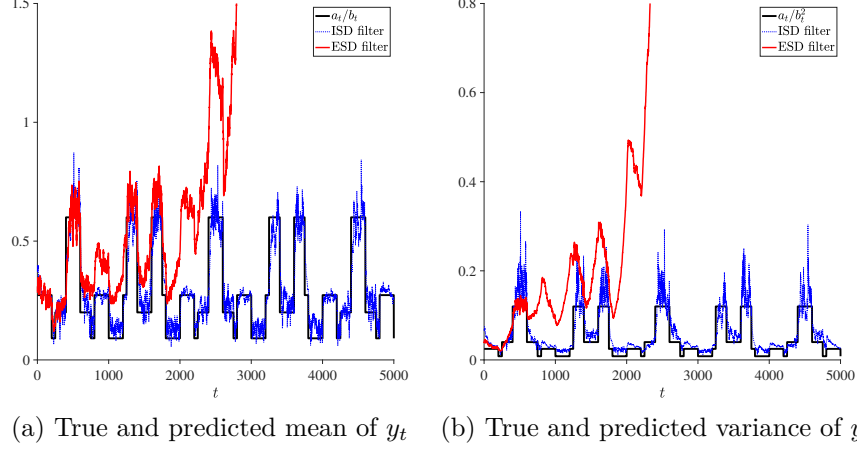 1.5
1
0.5
0
0 1000 2000 3000 4000 5000
t
a_t/b_t
ISD filter
ESD filter
(a) True and predicted mean of y_t
0.8
0.6
0.4
0.2
0
0 1000 2000 3000 4000 5000
t
a_t/b_t^2
ISD filter
ESD filter
(b) True and predicted variance of y